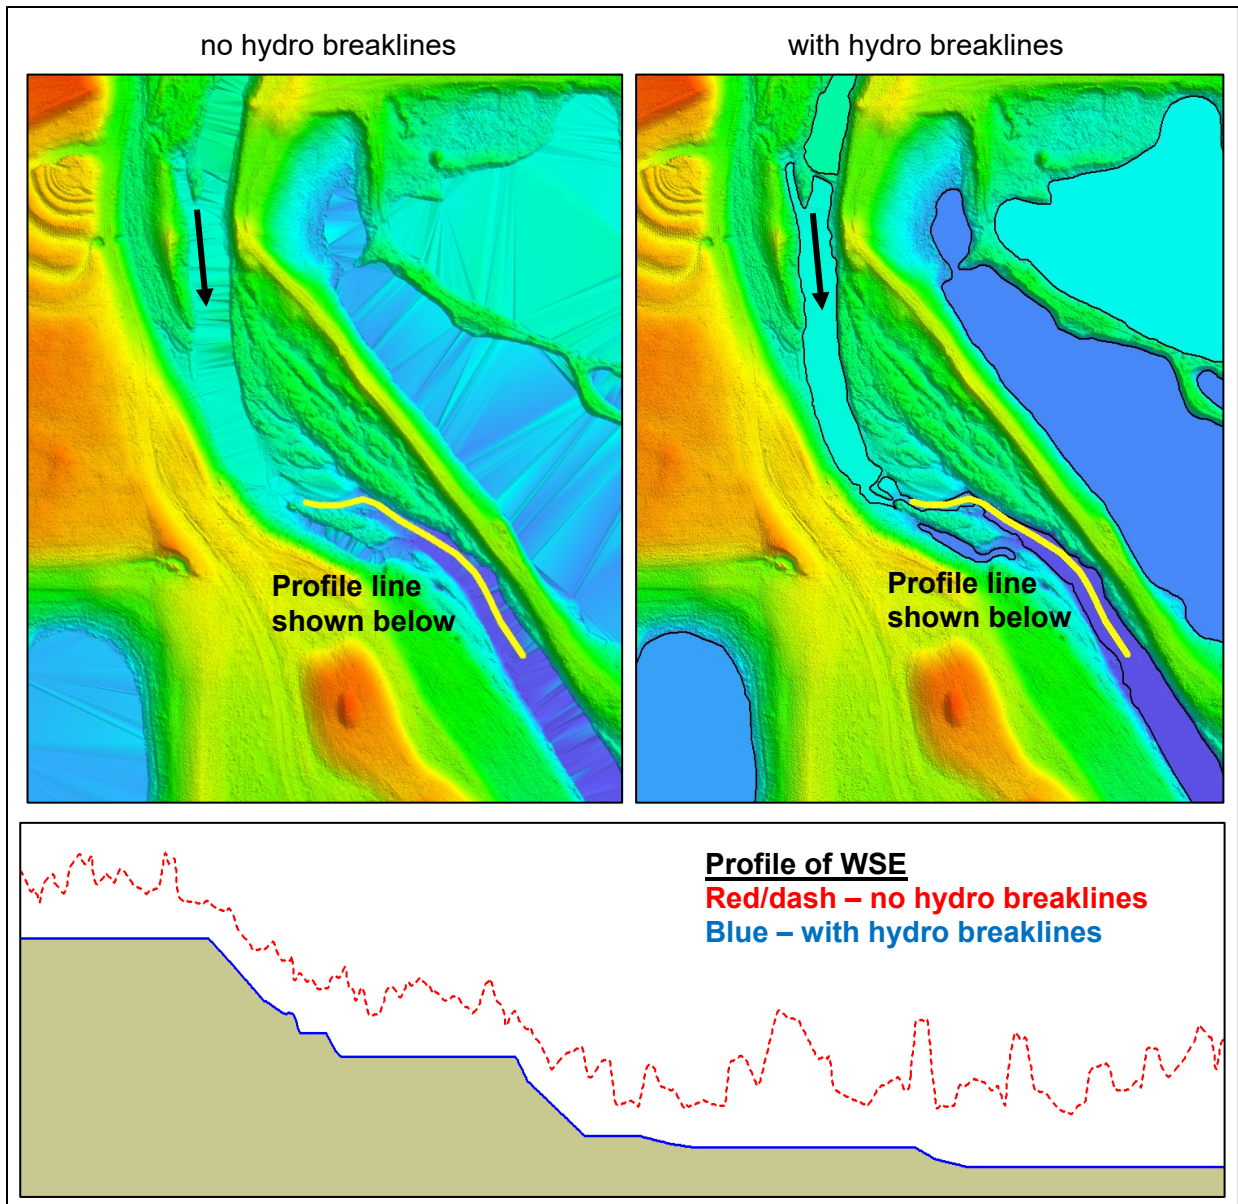 no hydro breaklines
with hydro breaklines
Profile line
shown below
Profile line
shown below
Profile of WSE
Red/dash – no hydro breaklines
Blue – with hydro breaklines